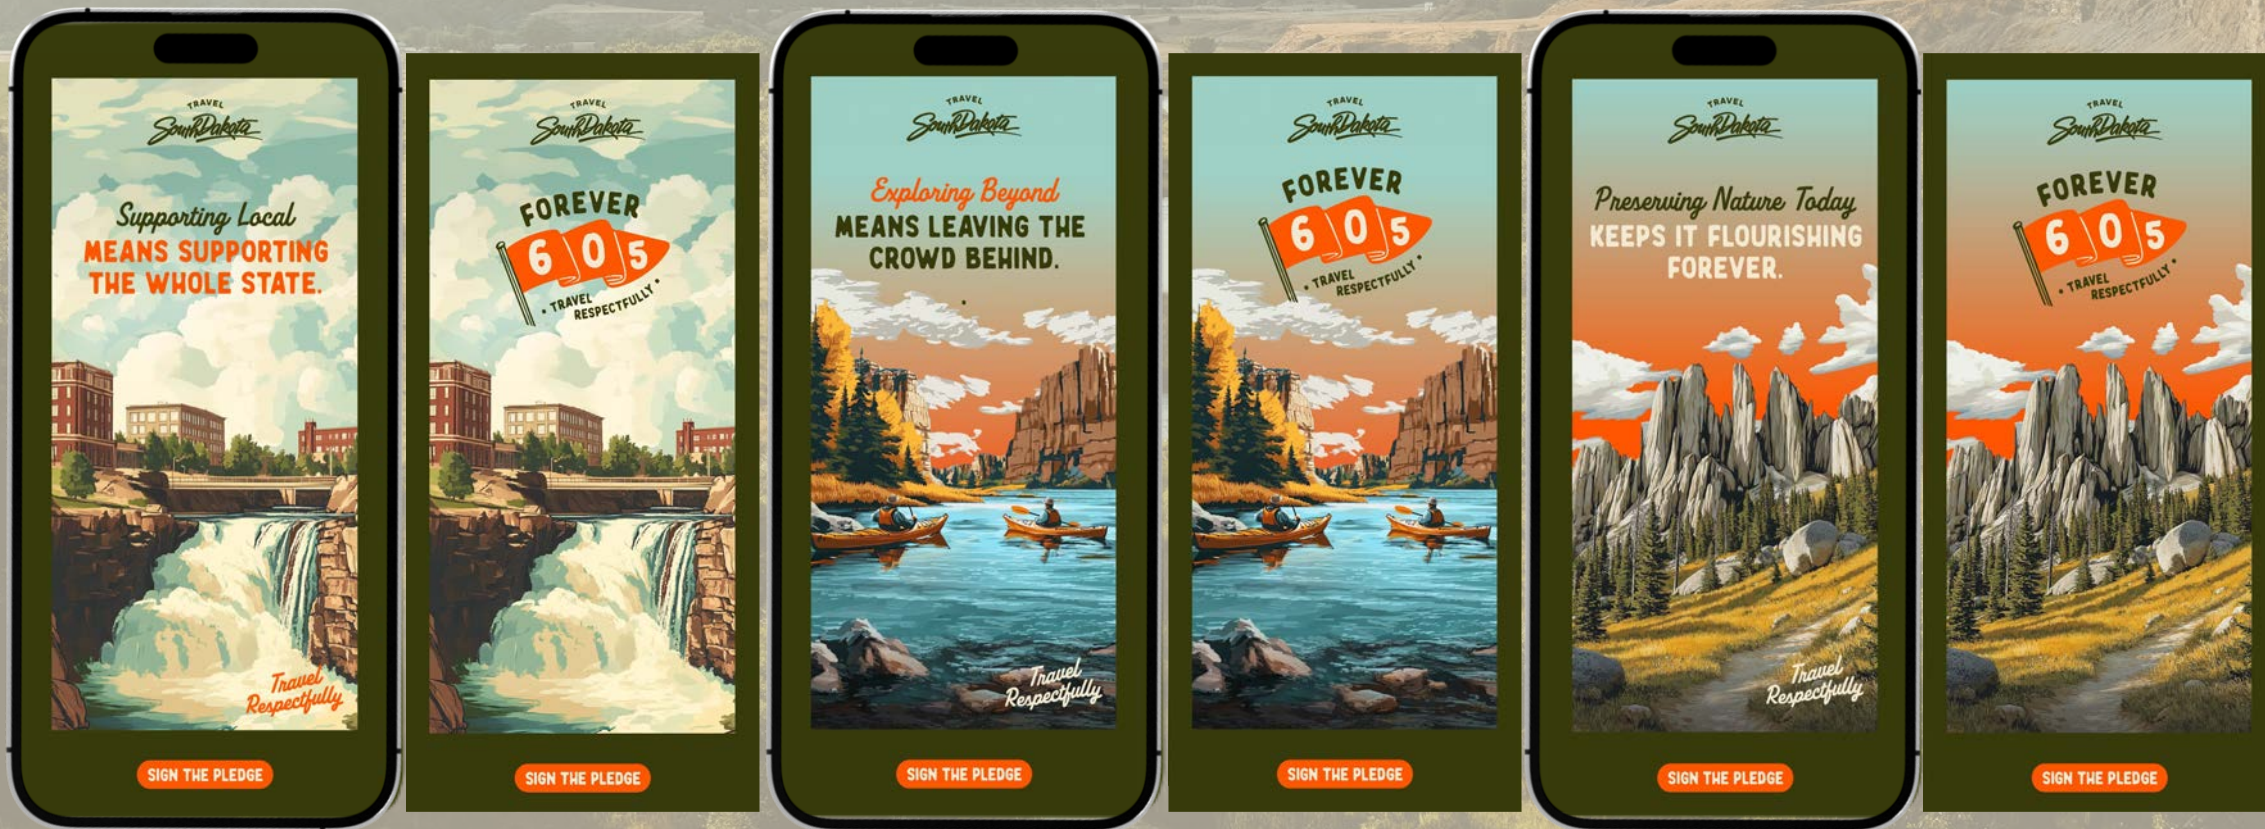 TRAVEL
SouthDakota
Supporting Local
MEANS SUPPORTING
THE WHOLE STATE.
Travel
Respectfully
SIGN THE PLEDGE
TRAVEL
SouthDakota
FOREVER
605
• TRAVEL
RESPECTFULLY •
SIGN THE PLEDGE
TRAVEL
SouthDakota
Exploring Beyond
MEANS LEAVING THE
CROWD BEHIND.
Travel
Respectfully
SIGN THE PLEDGE
TRAVEL
SouthDakota
FOREVER
605
• TRAVEL
RESPECTFULLY •
SIGN THE PLEDGE
TRAVEL
SouthDakota
Preserving Nature Today
KEEPS IT FLOURISHING
FOREVER.
Travel
Respectfully
SIGN THE PLEDGE
TRAVEL
SouthDakota
FOREVER
605
• TRAVEL
RESPECTFULLY •
SIGN THE PLEDGE